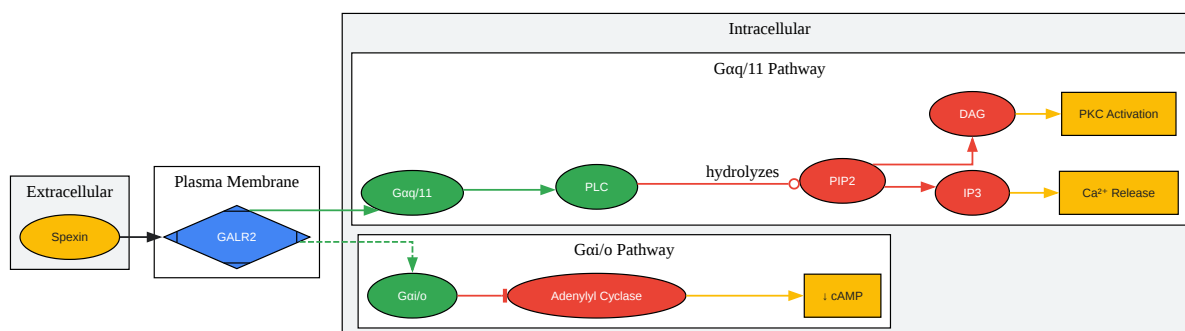 Intracellular
Gαq/11 Pathway
DAG
PKC Activation
hydrolyzes
Extracellular
Plasma Membrane
Gαq/11
PLC
PIP2
IP3
Ca²⁺ Release
Spexin
GALR2
Gαi/o Pathway
Gαi/o
Adenylyl Cyclase
↓ cAMP